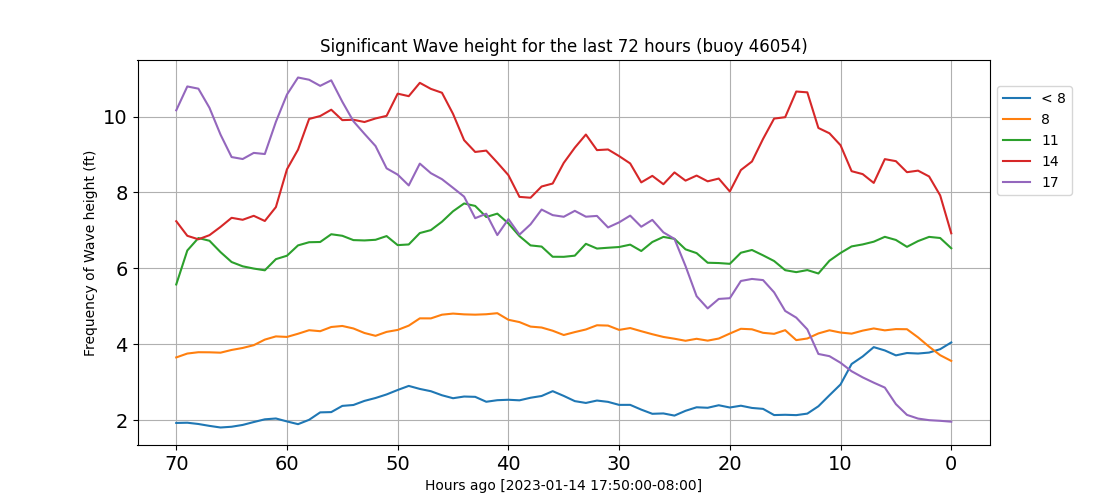 Significant Wave height for the last 72 hours (buoy 46054)
Frequency of Wave height (ft)
10
8
6
4
2
70 60 50 40 30 20 10 0
Hours ago [2023-01-14 17:50:00-08:00]
< 8
8
11
14
17